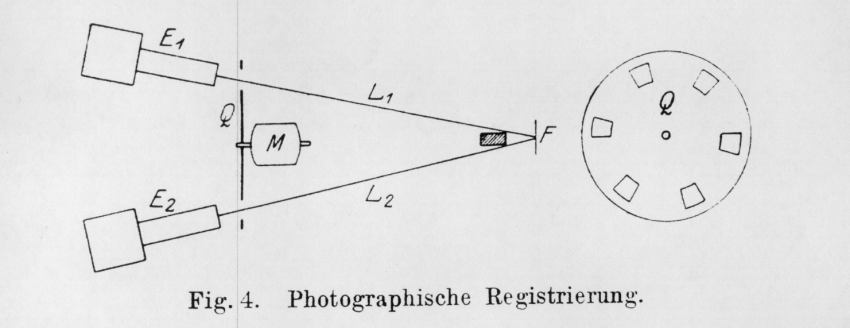 E1
L1
Q
M
F
Q
E2
L2
Fig. 4. Photographische Registrierung.